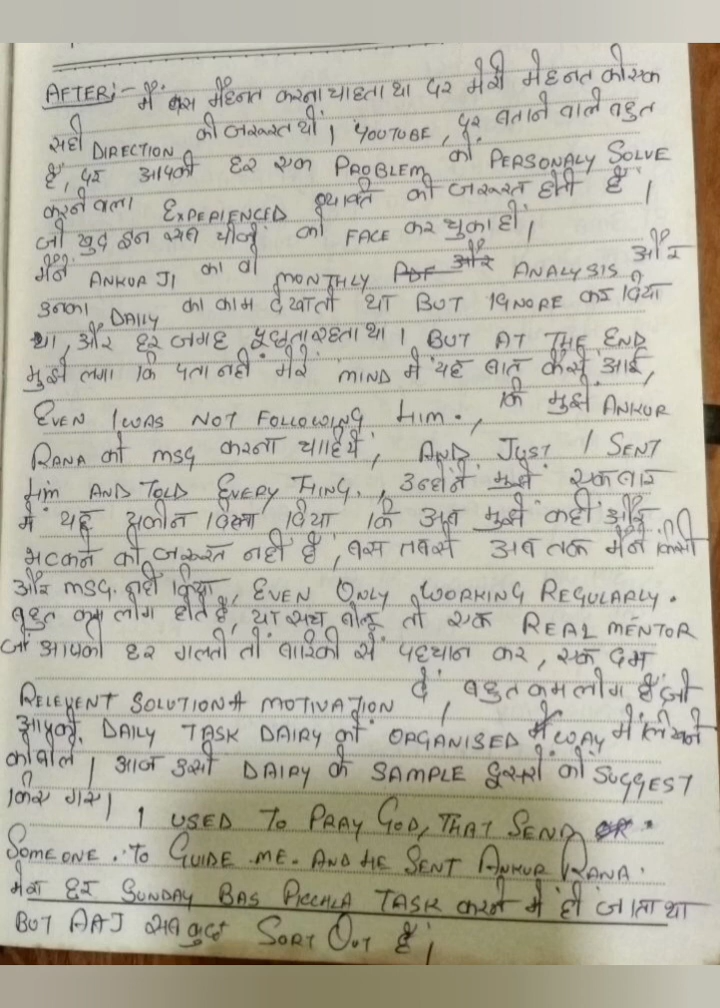 AFTER:- मैं बस मेहनत करना चाहता था पर मेरी मेहनत को एक
सही DIRECTION की जरूरत थी । YOUTUBE, पर बताने वाले बहुत
हैं, पर आपकी हर एक PROBLEM को PERSONALY SOLVE
करने वाला EXPERIENCED व्यक्ति की जरूरत होती है ।
जो खुद इन सब चीजों को FACE कर चुका हो ।
मैंने ANKUR JI का वो MONTHLY PDF और ANALYSIS और
उनका DAILY का काम देखा तो था BUT IGNORE कर दिया
था, और हर जगह पूछता रहता था । BUT AT THE END
मुझे लगा कि पता नहीं मेरे MIND में यह बात कैसे आई,
EVEN I WAS NOT FOLLOWING HIM., कि मुझे ANKUR
RANA को MSG करना चाहिये, AND JUST I SENT
HIM AND TOLD EVERY THING., उन्होंने मुझे एक बार
में यह यकीन दिला दिया कि अब मुझे कहीं और
भटकने की जरूरत नहीं है, बस तबसे अब तक मैंने किसी
और MSG. नहीं किया, EVEN ONLY WORKING REGULARLY.
बहुत कम लोग होते हैं, या सच बोलू तो एक REAL MENTOR
जो आपकी हर गलती तो बारिकी से पहचान कर, एक दम
RELEVENT SOLUTION + MOTIVATION दे, बहुत कम लोग हैं जो
आपको DAILY TASK DAIRY को ORGANISED WAY में लिखने
को बोले । आज उसी DAIRY के SAMPLE दूसरों को SUGGEST
किए गए । I USED TO PRAY GOD, THAT SEND
SOMEONE. TO GUIDE ME. AND HE SENT ANKUR RANA.
मेरा हर SUNDAY BAS PICCHLA TASK करने में ही जाता था
BUT AAJ सब कुछ SORT OUT है ।